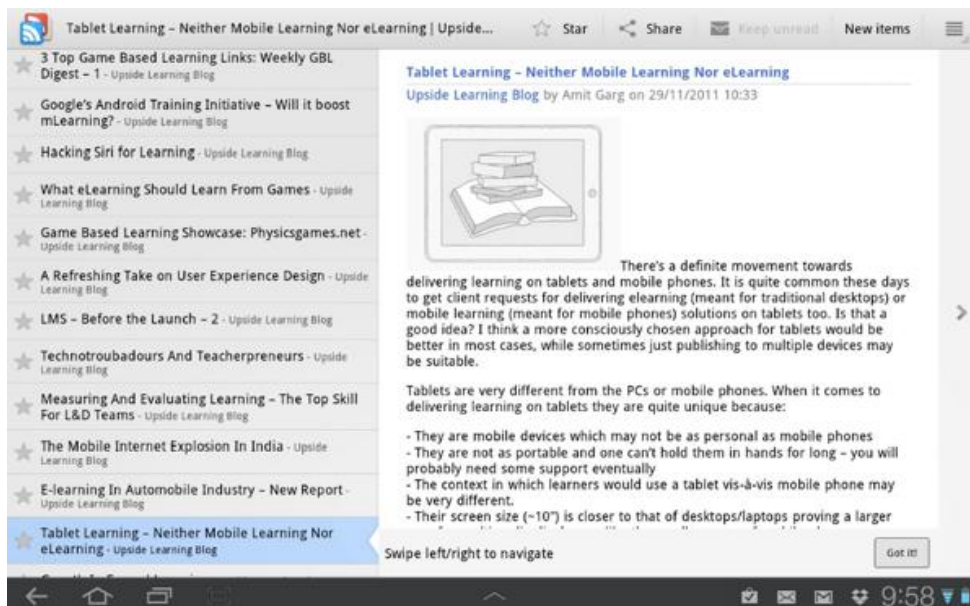 Tablet Learning – Neither Mobile Learning Nor eLearning | Upside...
Star
Share
Keep unread
New items
3 Top Game Based Learning Links: Weekly GBL
Digest – 1 - Upside Learning Blog
Google's Android Training Initiative – Will it boost
mLearning? - Upside Learning Blog
Hacking Siri for Learning - Upside Learning Blog
What eLearning Should Learn From Games - Upside
Learning Blog
Game Based Learning Showcase: Physicsgames.net -
Upside Learning Blog
A Refreshing Take on User Experience Design - Upside
Learning Blog
LMS – Before the Launch – 2 - Upside Learning Blog
Technotroubadours And Teacherpreneurs - Upside
Learning Blog
Measuring And Evaluating Learning – The Top Skill
For L&D Teams - Upside Learning Blog
The Mobile Internet Explosion In India - Upside
Learning Blog
E-learning In Automobile Industry – New Report -
Upside Learning Blog
Tablet Learning – Neither Mobile Learning Nor
eLearning - Upside Learning Blog
Tablet Learning – Neither Mobile Learning Nor eLearning
Upside Learning Blog by Amit Garg on 29/11/2011 10:33
There's a definite movement towards
delivering learning on tablets and mobile phones. It is quite common these days
to get client requests for delivering elearning (meant for traditional desktops) or
mobile learning (meant for mobile phones) solutions on tablets too. Is that a
good idea? I think a more consciously chosen approach for tablets would be
better in most cases, while sometimes just publishing to multiple devices may
be suitable.
Tablets are very different from the PCs or mobile phones. When it comes to
delivering learning on tablets they are quite unique because:
- They are mobile devices which may not be as personal as mobile phones
- They are not as portable and one can't hold them in hands for long – you will
probably need some support eventually
- The context in which learners would use a tablet vis-à-vis mobile phone may
be very different.
- Their screen size (~10") is closer to that of desktops/laptops proving a larger
Swipe left/right to navigate
Got it!
9:58